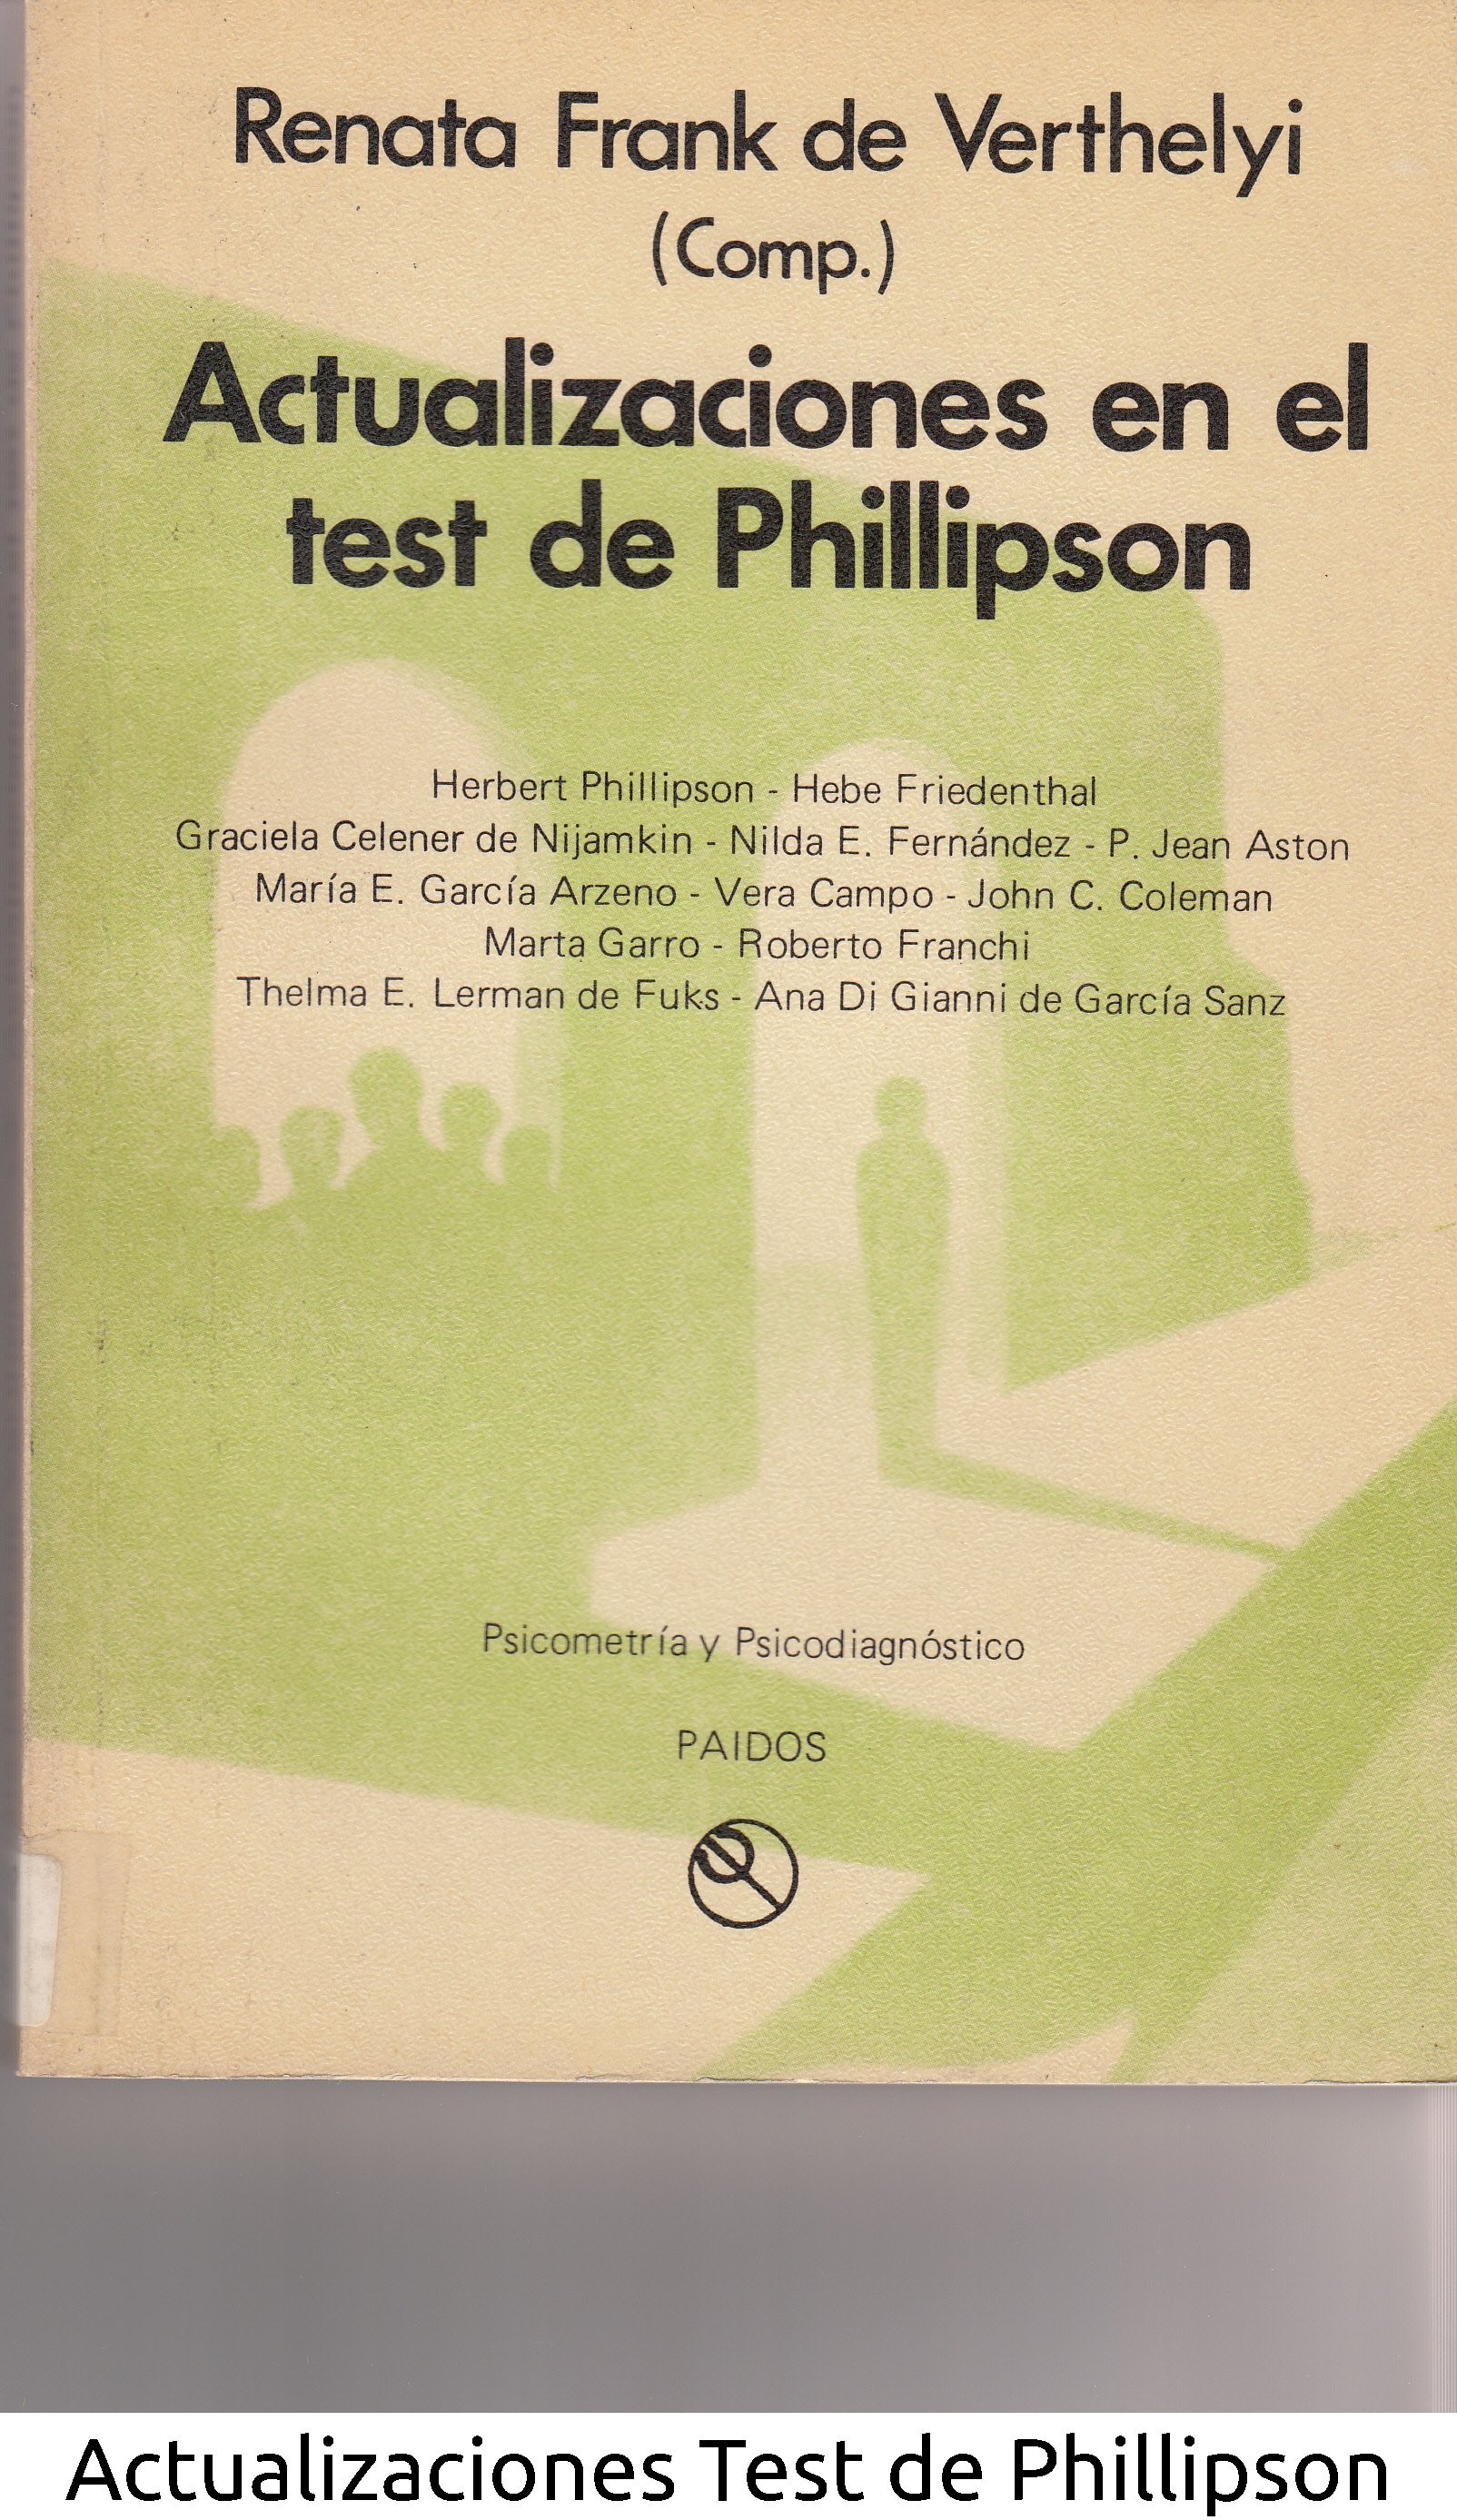 Renata Frank de Verthelyi
(Comp.)
Actualizaciones en el
test de Phillipson
Herbert Phillipson - Hebe Friedenthal
Graciela Celener de Nijamkin - Nilda E. Fernández - P. Jean Aston
María E. García Arzeno - Vera Campo - John C. Coleman
Marta Garro - Roberto Franchi
Thelma E. Lerman de Fuks - Ana Di Gianni de García Sanz
Psicometría y Psicodiagnóstico
PAIDOS
Actualizaciones Test de Phillipson